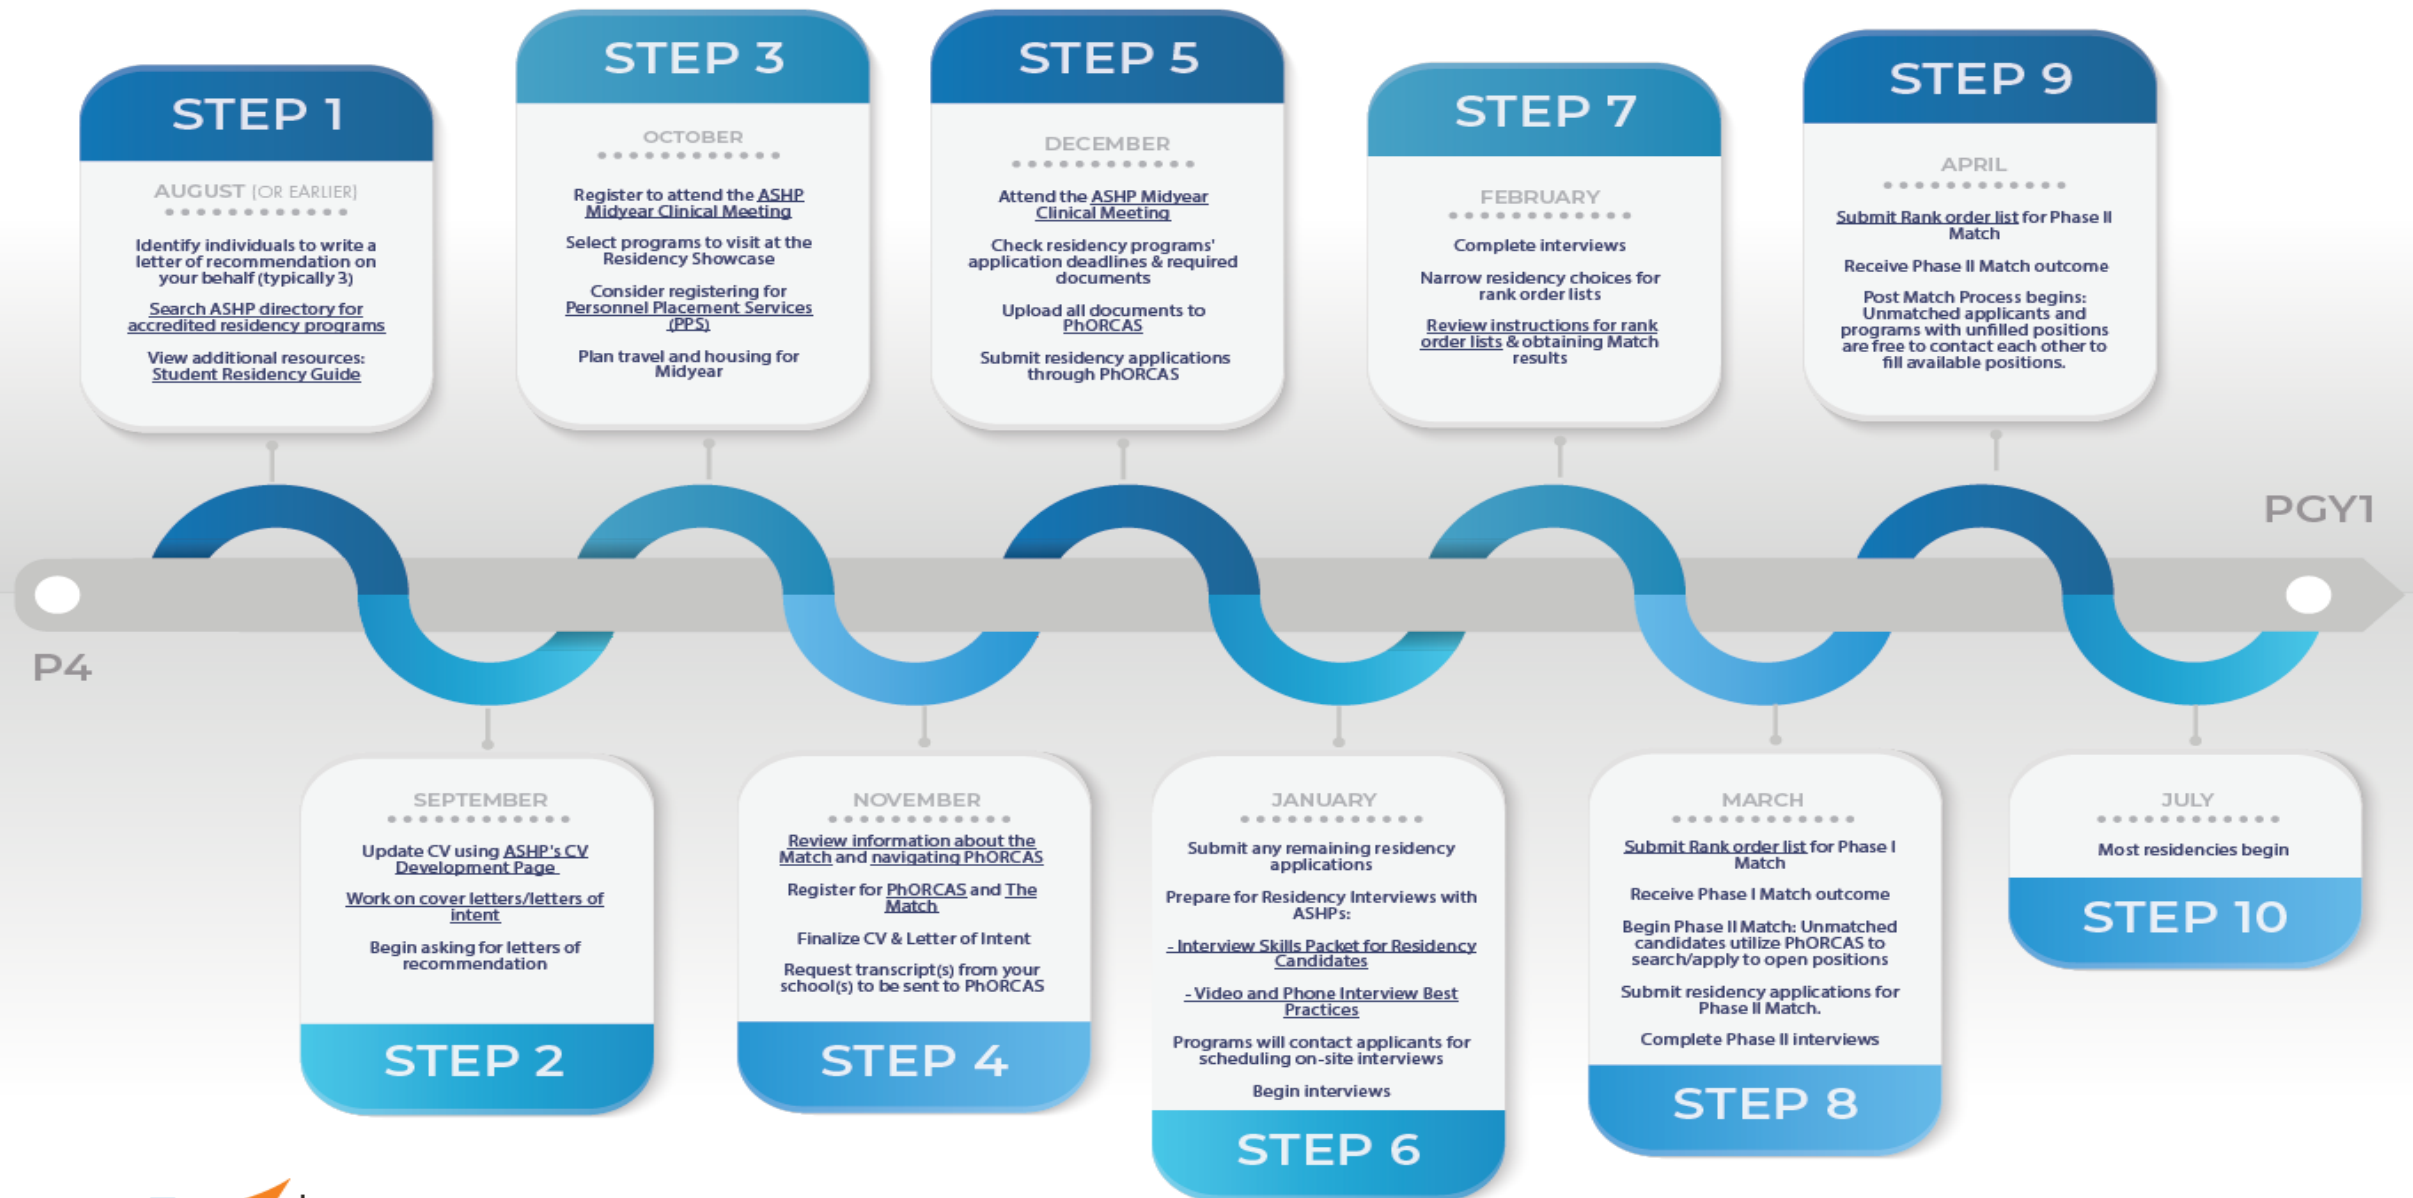 STEP 1
AUGUST (OR EARLIER)
Identify individuals to write a
letter of recommendation on
your behalf (typically 3)
Search ASHP directory for
accredited residency programs
View additional resources:
Student Residency Guide
STEP 3
OCTOBER
Register to attend the ASHP
Midyear Clinical Meeting
Select programs to visit at the
Residency Showcase
Consider registering for
Personnel Placement Services
(PPS)
Plan travel and housing for
Midyear
STEP 5
DECEMBER
Attend the ASHP Midyear
Clinical Meeting
Check residency programs'
application deadlines & required
documents
Upload all documents to
PhORCAS
Submit residency applications
through PhORCAS
STEP 7
FEBRUARY
Complete interviews
Narrow residency choices for
rank order lists
Review instructions for rank
order lists & obtaining Match
results
STEP 9
APRIL
Submit Rank order list for Phase II
Match
Receive Phase II Match outcome
Post Match Process begins:
Unmatched applicants and
programs with unfilled positions
are free to contact each other to
fill available positions.
PGY1
P4
SEPTEMBER
Update CV using ASHP's CV
Development Page
Work on cover letters/letters of
intent
Begin asking for letters of
recommendation
STEP 2
NOVEMBER
Review information about the
Match and navigating PhORCAS
Register for PhORCAS and The
Match
Finalize CV & Letter of Intent
Request transcript(s) from your
school(s) to be sent to PhORCAS
STEP 4
JANUARY
Submit any remaining residency
applications
Prepare for Residency Interviews with
ASHPs:
- Interview Skills Packet for Residency
Candidates
- Video and Phone Interview Best
Practices
Programs will contact applicants for
scheduling on-site interviews
Begin interviews
STEP 6
MARCH
Submit Rank order list for Phase I
Match
Receive Phase I Match outcome
Begin Phase II Match: Unmatched
candidates utilize PhORCAS to
search/apply to open positions
Submit residency applications for
Phase II Match.
Complete Phase II interviews
STEP 8
JULY
Most residencies begin
STEP 10